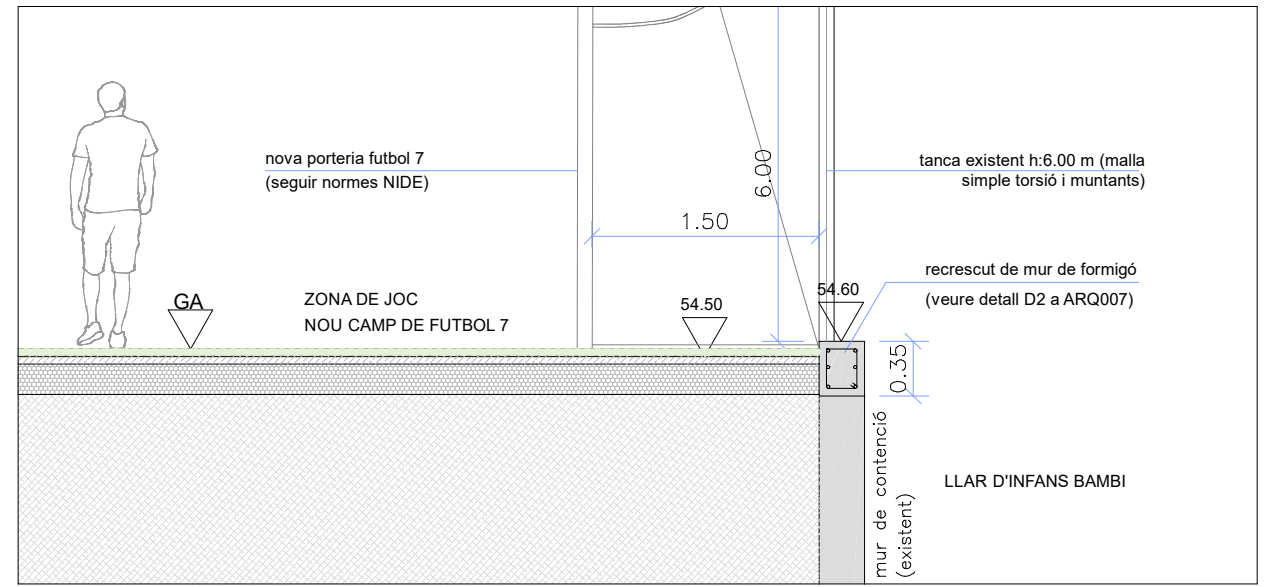 nova porteria futbol 7
(seguir normes NIDE)
6.00
tanca existent h:6.00 m (malla
simple torsió i muntants)
1.50
recrescut de mur de formigó
(veure detall D2 a ARQ007)
GA
ZONA DE JOC
NOU CAMP DE FUTBOL 7
54.50
54.60
0.35
mur de contenció
(existent)
LLAR D'INFANS BAMBI